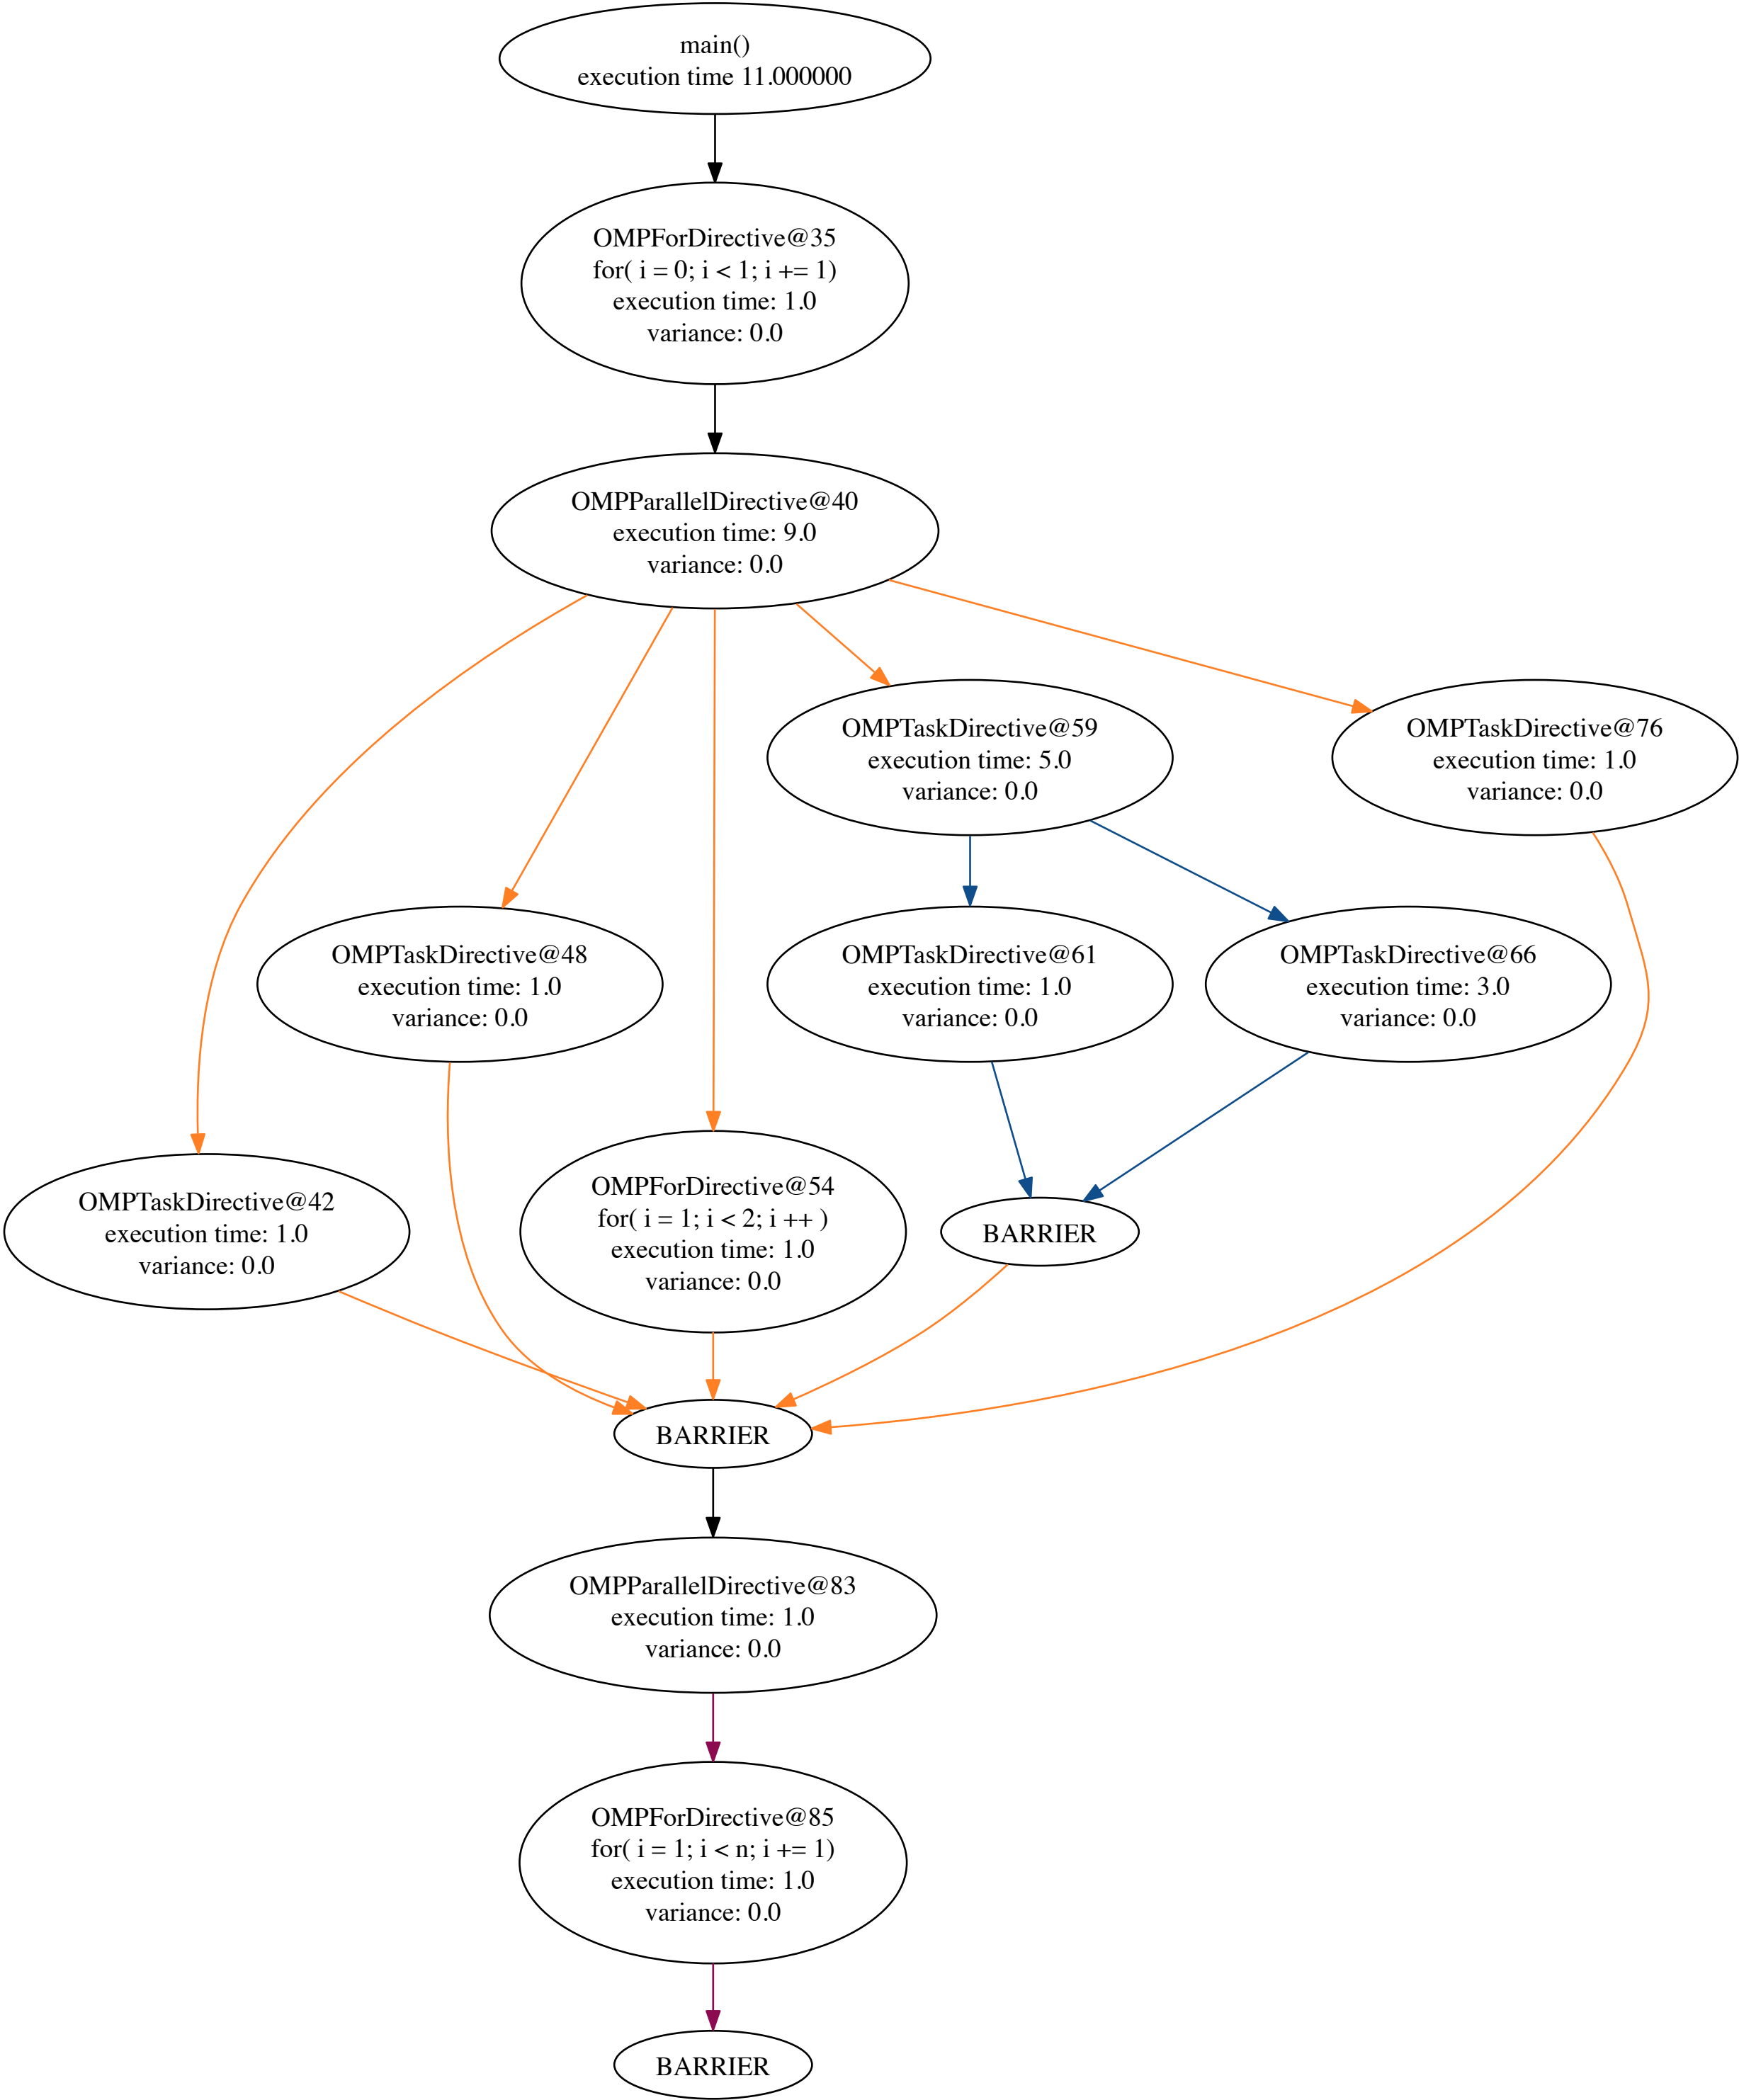 main()
execution time 11.000000
OMPForDirective@35
for( i = 0; i < 1; i += 1)
execution time: 1.0
variance: 0.0
OMPParallelDirective@40
execution time: 9.0
variance: 0.0
OMPTaskDirective@59
execution time: 5.0
variance: 0.0
OMPTaskDirective@76
execution time: 1.0
variance: 0.0
OMPTaskDirective@48
execution time: 1.0
variance: 0.0
OMPTaskDirective@61
execution time: 1.0
variance: 0.0
OMPTaskDirective@66
execution time: 3.0
variance: 0.0
OMPTaskDirective@42
execution time: 1.0
variance: 0.0
OMPForDirective@54
for( i = 1; i < 2; i ++ )
execution time: 1.0
variance: 0.0
BARRIER
BARRIER
OMPParallelDirective@83
execution time: 1.0
variance: 0.0
OMPForDirective@85
for( i = 1; i < n; i += 1)
execution time: 1.0
variance: 0.0
BARRIER